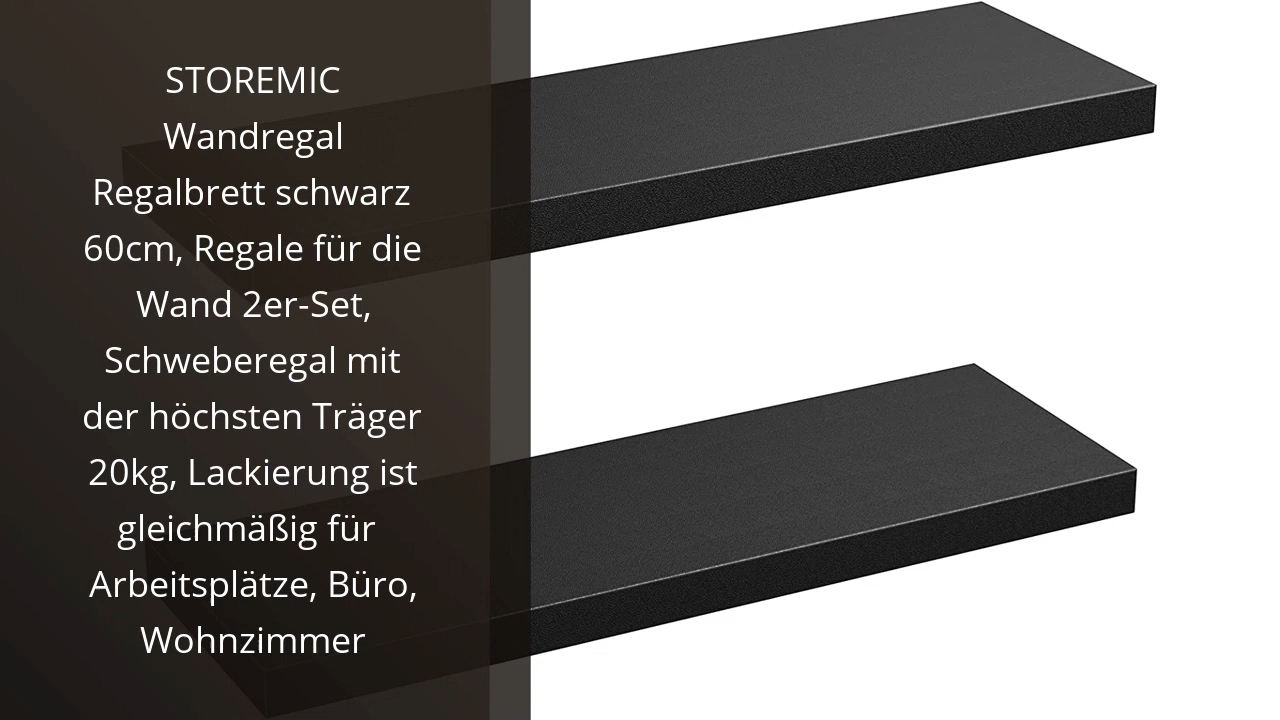 STOREMIC
Wandregal
Regalbrett schwarz
60cm, Regale für die
Wand 2er-Set,
Schweberegal mit
der höchsten Träger
20kg, Lackierung ist
gleichmäßig für
Arbeitsplätze, Büro,
Wohnzimmer